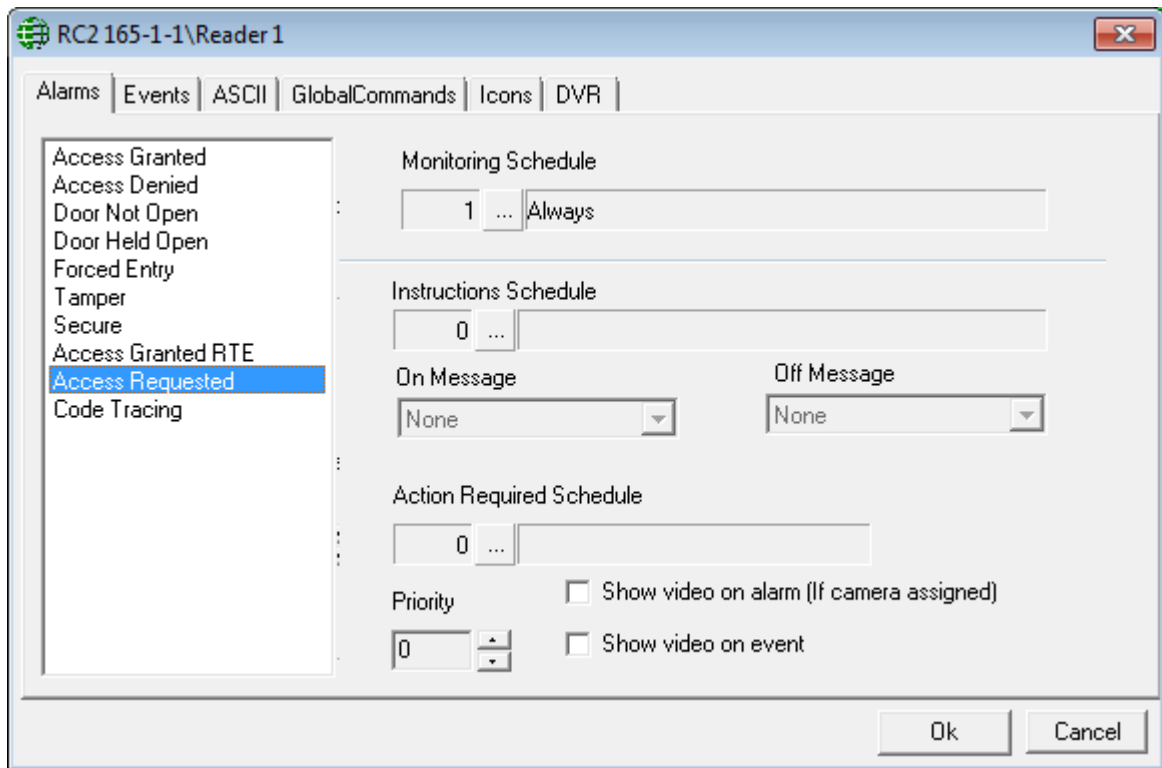 RC2 165-1-1\Reader 1
Alarms Events ASCII GlobalCommands Icons DVR
Access Granted
Access Denied
Door Not Open
Door Held Open
Forced Entry
Tamper
Secure
Access Granted RTE
Access Requested
Code Tracing
Monitoring Schedule
1 ... Always
Instructions Schedule
0 ...
On Message Off Message
None None
Action Required Schedule
0 ...
Priority
0
Show video on alarm (If camera assigned)
Show video on event
Ok Cancel